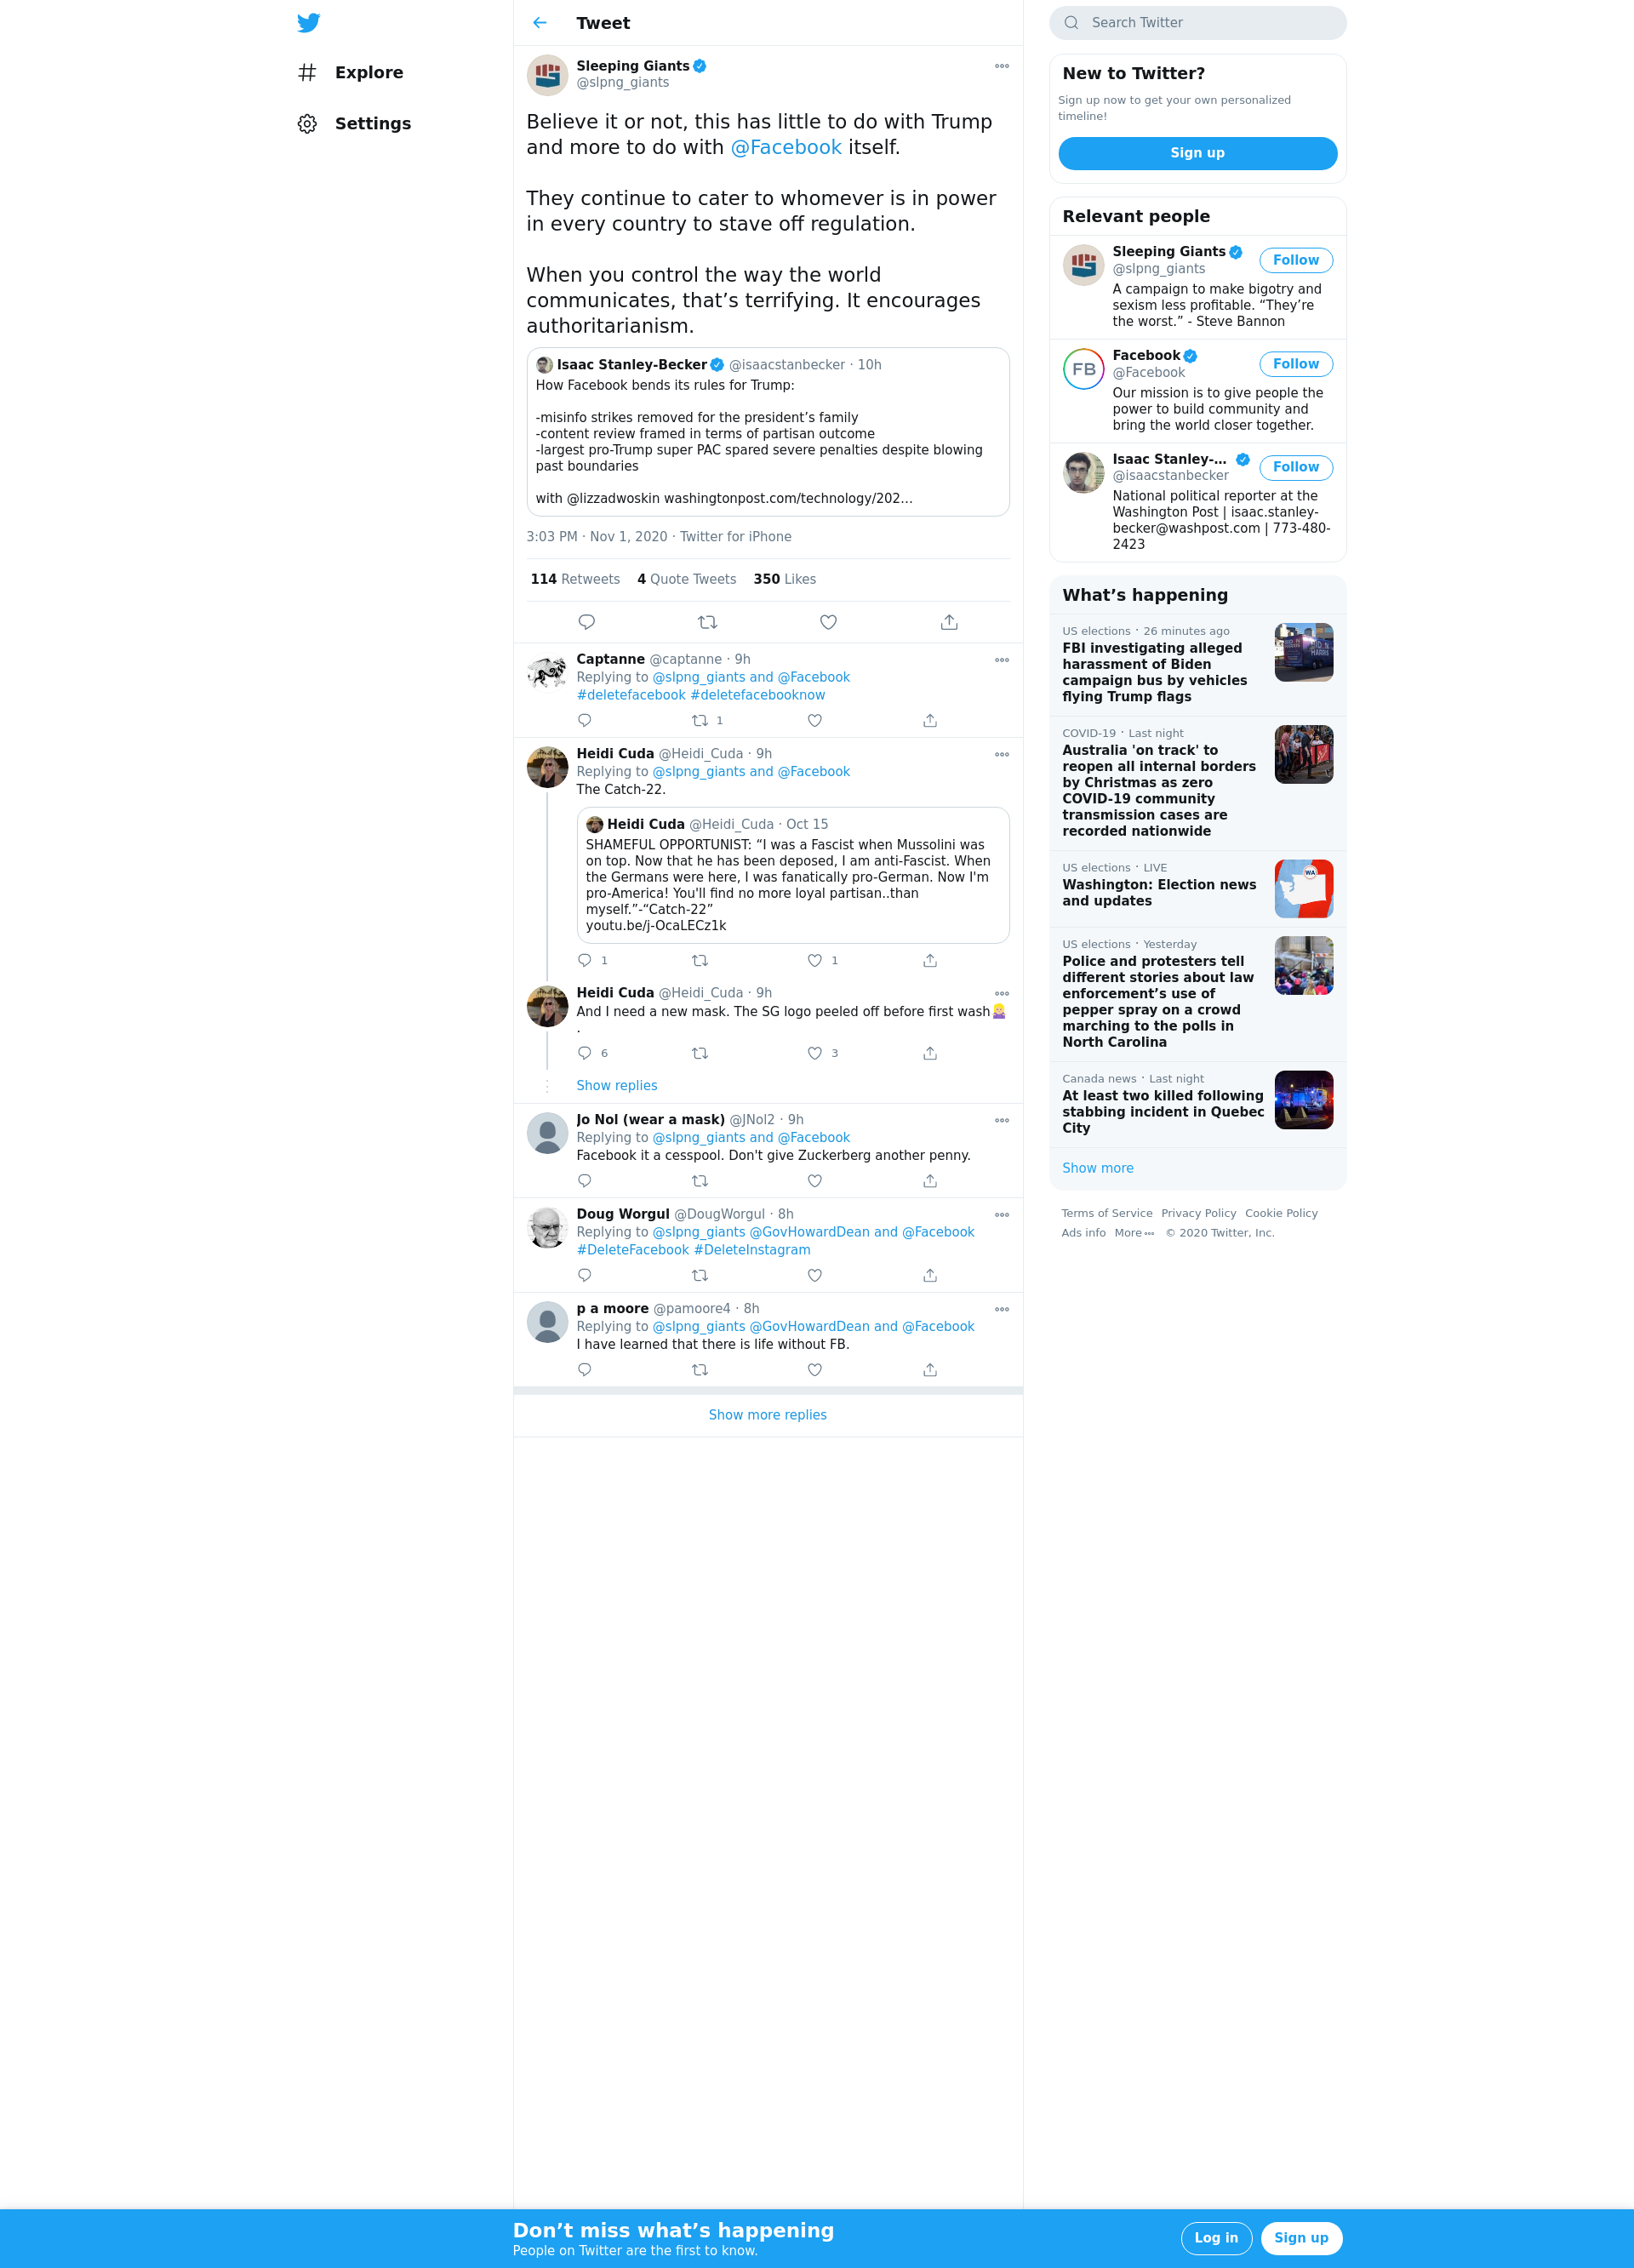 Explore
Settings
Tweet
Sleeping Giants
@slpng_giants
Believe it or not, this has little to do with Trump
and more to do with @Facebook itself.
They continue to cater to whomever is in power
in every country to stave off regulation.
When you control the way the world
communicates, that’s terrifying. It encourages
authoritarianism.
Isaac Stanley-Becker @isaacstanbecker · 10h
How Facebook bends its rules for Trump:
-misinfo strikes removed for the president’s family
-content review framed in terms of partisan outcome
-largest pro-Trump super PAC spared severe penalties despite blowing
past boundaries
with @lizzadwoskin washingtonpost.com/technology/202…
3:03 PM · Nov 1, 2020 · Twitter for iPhone
114 Retweets 4 Quote Tweets 350 Likes
Captanne @captanne · 9h
Replying to @slpng_giants and @Facebook
#deletefacebook #deletefacebooknow
1
Heidi Cuda @Heidi_Cuda · 9h
Replying to @slpng_giants and @Facebook
The Catch-22.
Heidi Cuda @Heidi_Cuda · Oct 15
SHAMEFUL OPPORTUNIST: “I was a Fascist when Mussolini was
on top. Now that he has been deposed, I am anti-Fascist. When
the Germans were here, I was fanatically pro-German. Now I'm
pro-America! You'll find no more loyal partisan..than
myself.”-“Catch-22”
youtu.be/j-OcaLECz1k
1 1
Heidi Cuda @Heidi_Cuda · 9h
And I need a new mask. The SG logo peeled off before first wash🤷🏼‍♀️
.
6 3
Show replies
Jo Nol (wear a mask) @JNol2 · 9h
Replying to @slpng_giants and @Facebook
Facebook it a cesspool. Don't give Zuckerberg another penny.
Doug Worgul @DougWorgul · 8h
Replying to @slpng_giants @GovHowardDean and @Facebook
#DeleteFacebook #DeleteInstagram
p a moore @pamoore4 · 8h
Replying to @slpng_giants @GovHowardDean and @Facebook
I have learned that there is life without FB.
Show more replies
Search Twitter
New to Twitter?
Sign up now to get your own personalized
timeline!
Sign up
Relevant people
Sleeping Giants
@slpng_giants
Follow
A campaign to make bigotry and
sexism less profitable. “They’re
the worst.” - Steve Bannon
FB
Facebook
@Facebook
Follow
Our mission is to give people the
power to build community and
bring the world closer together.
Isaac Stanley-...
@isaacstanbecker
Follow
National political reporter at the
Washington Post | isaac.stanley-
becker@washpost.com | 773-480-
2423
What’s happening
US elections · 26 minutes ago
FBI investigating alleged
harassment of Biden
campaign bus by vehicles
flying Trump flags
COVID-19 · Last night
Australia 'on track' to
reopen all internal borders
by Christmas as zero
COVID-19 community
transmission cases are
recorded nationwide
US elections · LIVE
Washington: Election news
and updates
WA
US elections · Yesterday
Police and protesters tell
different stories about law
enforcement’s use of
pepper spray on a crowd
marching to the polls in
North Carolina
Canada news · Last night
At least two killed following
stabbing incident in Quebec
City
Show more
Terms of Service Privacy Policy Cookie Policy
Ads info More © 2020 Twitter, Inc.
Don’t miss what’s happening
People on Twitter are the first to know.
Log in
Sign up